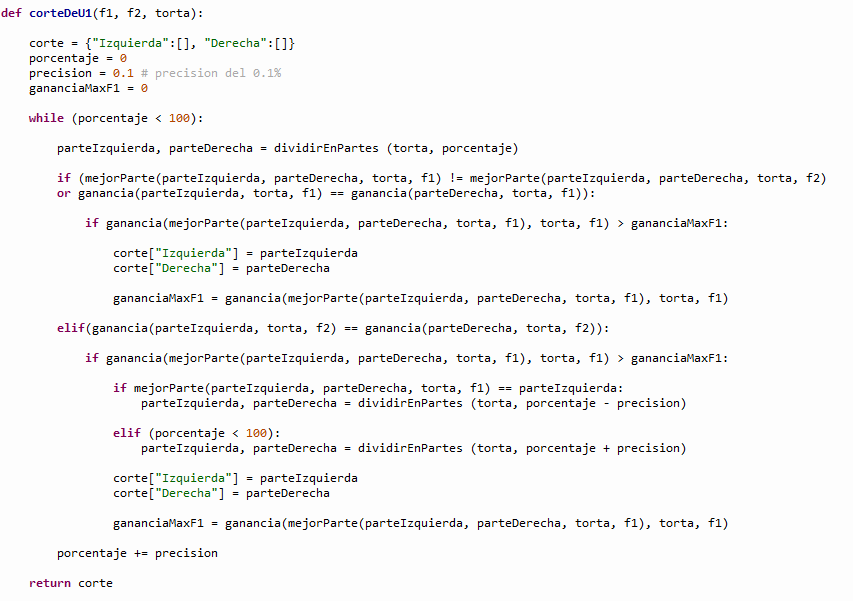 def corteDeU1(f1, f2, torta):
corte = {"Izquierda":[], "Derecha":[]}
porcentaje = 0
precision = 0.1 # precision del 0.1%
gananciaMaxF1 = 0
while (porcentaje < 100):
parteIzquierda, parteDerecha = dividirEnPartes (torta, porcentaje)
if (mejorParte(parteIzquierda, parteDerecha, torta, f1) != mejorParte(parteIzquierda, parteDerecha, torta, f2)
or ganancia(parteIzquierda, torta, f1) == ganancia(parteDerecha, torta, f1)):
if ganancia(mejorParte(parteIzquierda, parteDerecha, torta, f1), torta, f1) > gananciaMaxF1:
corte["Izquierda"] = parteIzquierda
corte["Derecha"] = parteDerecha
gananciaMaxF1 = ganancia(mejorParte(parteIzquierda, parteDerecha, torta, f1), torta, f1)
elif(ganancia(parteIzquierda, torta, f2) == ganancia(parteDerecha, torta, f2)):
if ganancia(mejorParte(parteIzquierda, parteDerecha, torta, f1), torta, f1) > gananciaMaxF1:
if mejorParte(parteIzquierda, parteDerecha, torta, f1) == parteIzquierda:
parteIzquierda, parteDerecha = dividirEnPartes (torta, porcentaje - precision)
elif (porcentaje < 100):
parteIzquierda, parteDerecha = dividirEnPartes (torta, porcentaje + precision)
corte["Izquierda"] = parteIzquierda
corte["Derecha"] = parteDerecha
gananciaMaxF1 = ganancia(mejorParte(parteIzquierda, parteDerecha, torta, f1), torta, f1)
porcentaje += precision
return corte